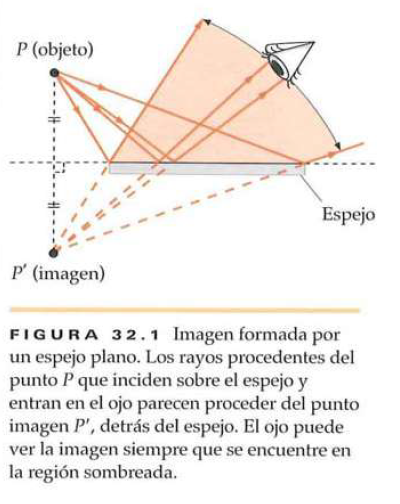 P (objeto)
Espejo
P' (imagen)
FIGURA 32.1 Imagen formada por
un espejo plano. Los rayos procedentes del
punto P que inciden sobre el espejo y
entran en el ojo parecen proceder del punto
imagen P', detrás del espejo. El ojo puede
ver la imagen siempre que se encuentre en
la región sombreada.